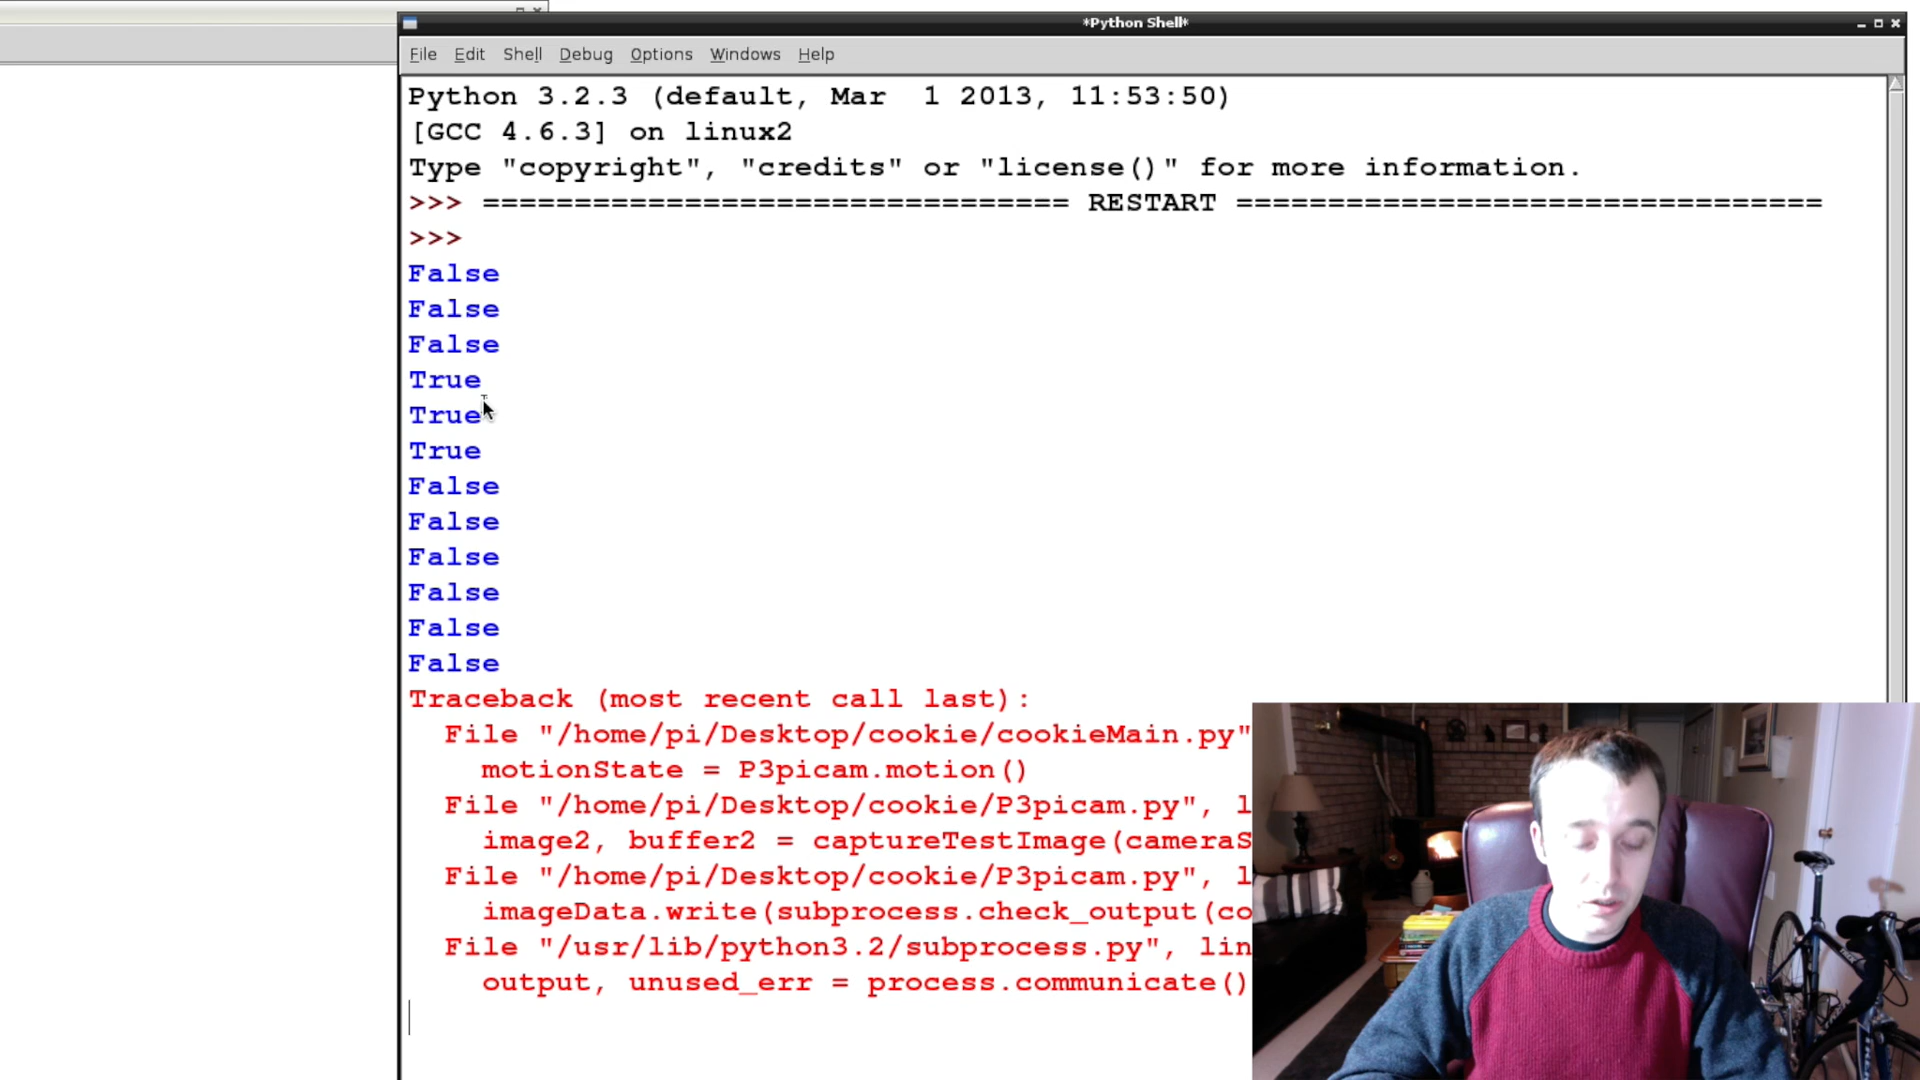 *Python Shell*
File Edit Shell Debug Options Windows Help
Python 3.2.3 (default, Mar  1 2013, 11:53:50)
[GCC 4.6.3] on linux2
Type "copyright", "credits" or "license()" for more information.
>>> ================================ RESTART ================================
>>>
False
False
False
True
True
True
False
False
False
False
False
False
Traceback (most recent call last):
  File "/home/pi/Desktop/cookie/cookieMain.py"
    motionState = P3picam.motion()
  File "/home/pi/Desktop/cookie/P3picam.py", l
    image2, buffer2 = captureTestImage(cameraS
  File "/home/pi/Desktop/cookie/P3picam.py", l
    imageData.write(subprocess.check_output(co
  File "/usr/lib/python3.2/subprocess.py", lin
    output, unused_err = process.communicate()